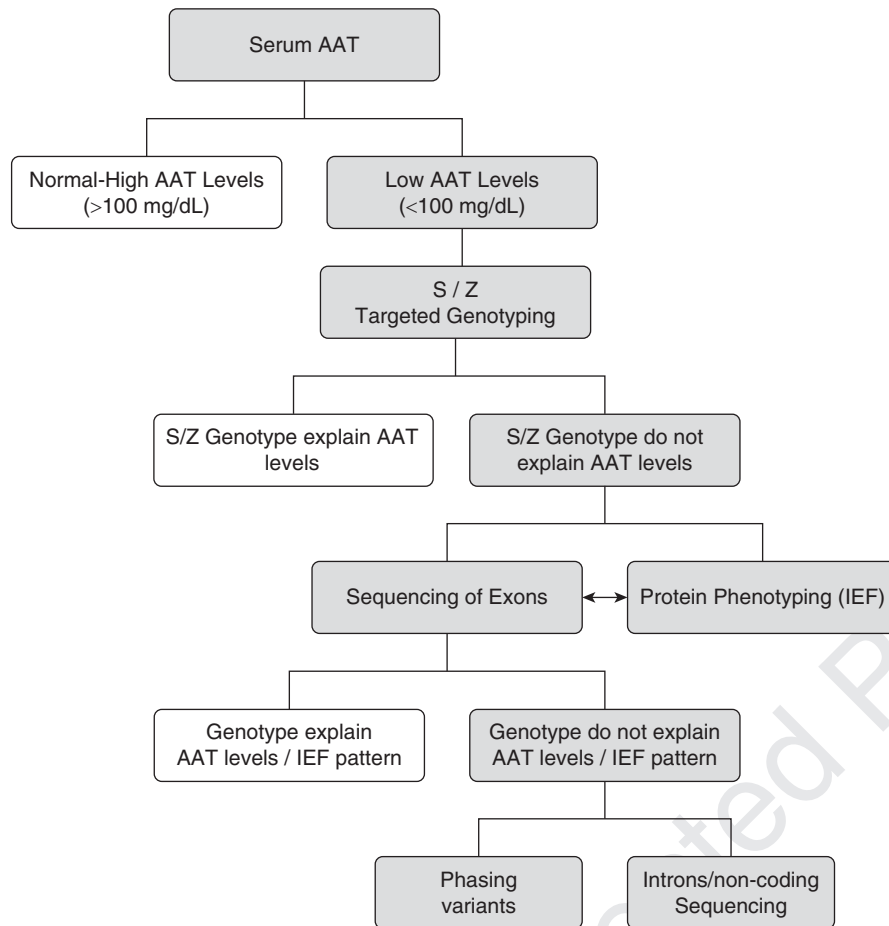 Serum AAT
Normal-High AAT Levels
(>100 mg/dL)
Low AAT Levels
(<100 mg/dL)
S / Z
Targeted Genotyping
S/Z Genotype explain AAT
levels
S/Z Genotype do not
explain AAT levels
Sequencing of Exons
Protein Phenotyping (IEF)
Genotype explain
AAT levels / IEF pattern
Genotype do not explain
AAT levels / IEF pattern
Phasing
variants
Introns/non-coding
Sequencing